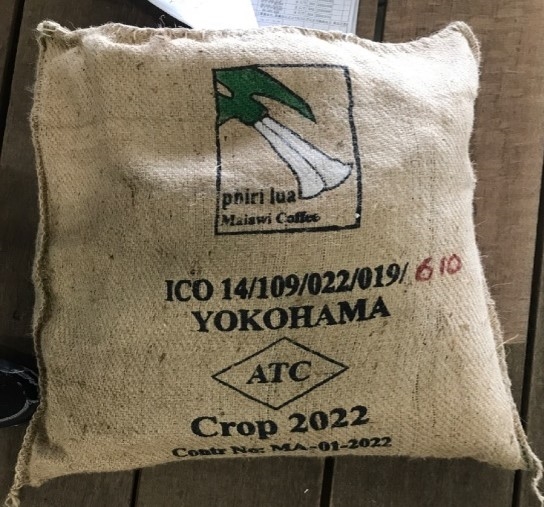 phiri lua
Malawi Coffee
ICO 14/109/022/019/ 610
YOKOHAMA
ATC
Crop 2022
Contr No: MA-01-2022